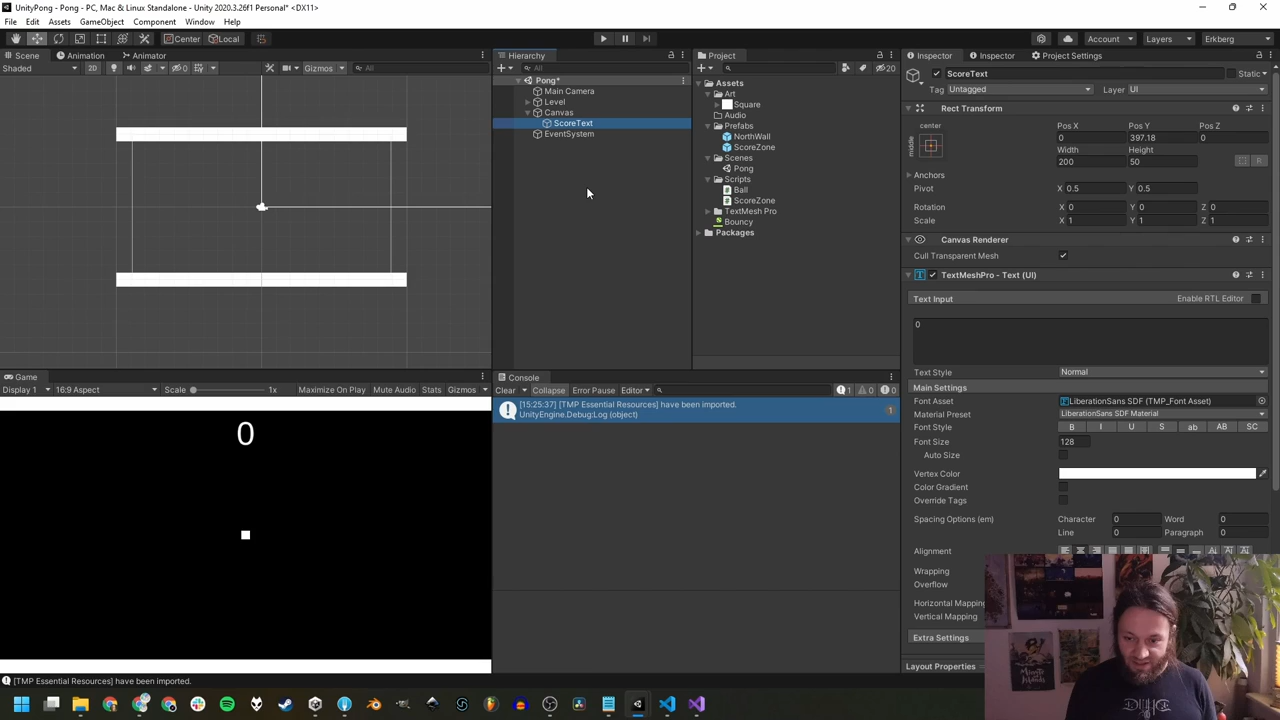 UnityPong - Pong - PC, Mac & Linux Standalone - Unity 2020.3.26f1 Personal* <DX11>
File Edit Assets GameObject Component Window Help
Center Local Account Layers Erkberg
Scene Animation Animator
Shaded 2D 0 Gizmos All
Hierarchy
All
Pong*
Main Camera
Level
Canvas
ScoreText
EventSystem
Project
20
Assets
Art
Square
Audio
Prefabs
NorthWall
ScoreZone
Scenes
Pong
Scripts
Ball
ScoreZone
TextMesh Pro
Bouncy
Packages
Inspector Inspector Project Settings
ScoreText Static
Tag Untagged Layer UI
Rect Transform
center Pos X Pos Y Pos Z
middle 0 397.18 0
Width Height
200 50 R
Anchors
Pivot X 0.5 Y 0.5
Rotation X 0 Y 0 Z 0
Scale X 1 Y 1 Z 1
Canvas Renderer
Cull Transparent Mesh
TextMeshPro - Text (UI)
Text Input Enable RTL Editor
0
Text Style Normal
Main Settings
Font Asset LiberationSans SDF (TMP_Font Asset)
Material Preset LiberationSans SDF Material
Font Style B I U S ab AB SC
Font Size 128
Auto Size
Vertex Color
Color Gradient
Override Tags
Spacing Options (em) Character 0 Word 0
Line 0 Paragraph 0
Alignment
Wrapping
Overflow
Horizontal Mapping
Vertical Mapping
Extra Settings
Layout Properties
Game
Display 1 16:9 Aspect Scale 1x Maximize On Play Mute Audio Stats Gizmos
0
Console
Clear Collapse Error Pause Editor 1 0 0
[15:25:37] [TMP Essential Resources] have been imported.
UnityEngine.Debug:Log (object)
1
[TMP Essential Resources] have been imported.